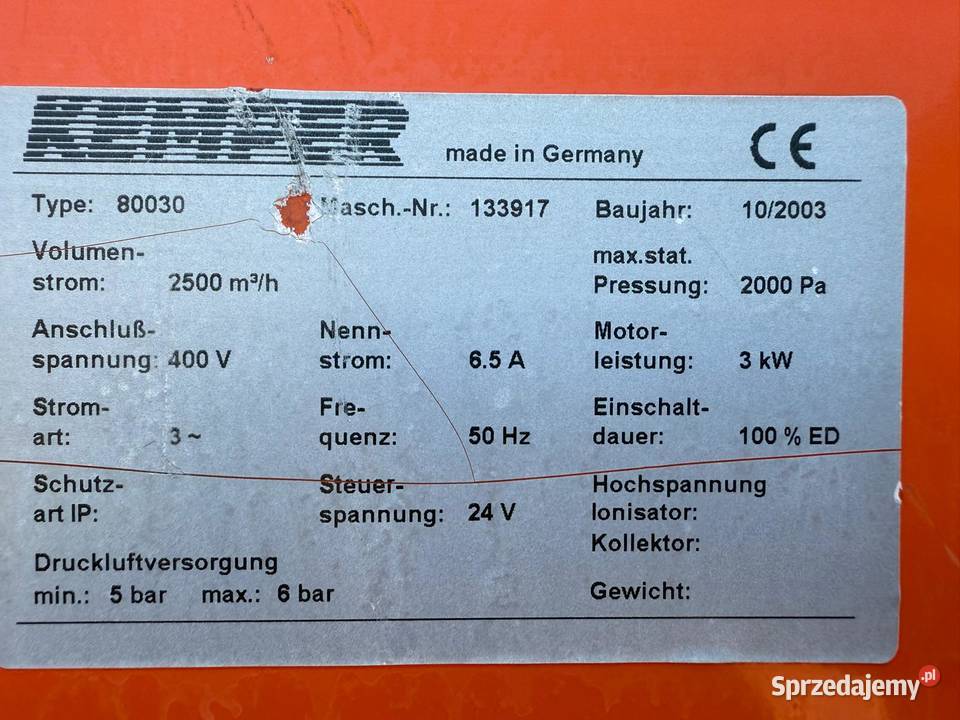 KEMPER made in Germany CE
Type: 80030 Masch.-Nr.: 133917 Baujahr: 10/2003
Volumen- max.stat.
strom: 2500 m³/h Pressung: 2000 Pa
Anschluß- Nenn- Motor-
spannung: 400 V strom: 6.5 A leistung: 3 kW
Strom- Fre- Einschalt-
art: 3 ~ quenz: 50 Hz dauer: 100 % ED
Schutz- Steuer- Hochspannung
art IP: spannung: 24 V Ionisator:
Kollektor:
Druckluftversorgung
min.: 5 bar max.: 6 bar Gewicht:
Sprzedajemy.pl